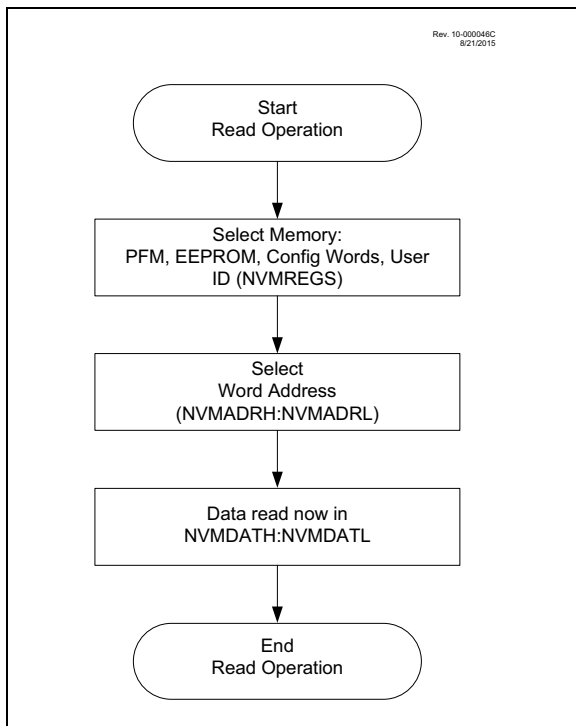 Rev. 10-000046C
8/21/2015
Start
Read Operation
Select Memory:
PFM, EEPROM, Config Words, User
ID (NVMREGS)
Select
Word Address
(NVMADRH:NVMADRL)
Data read now in
NVMDATH:NVMDATL
End
Read Operation